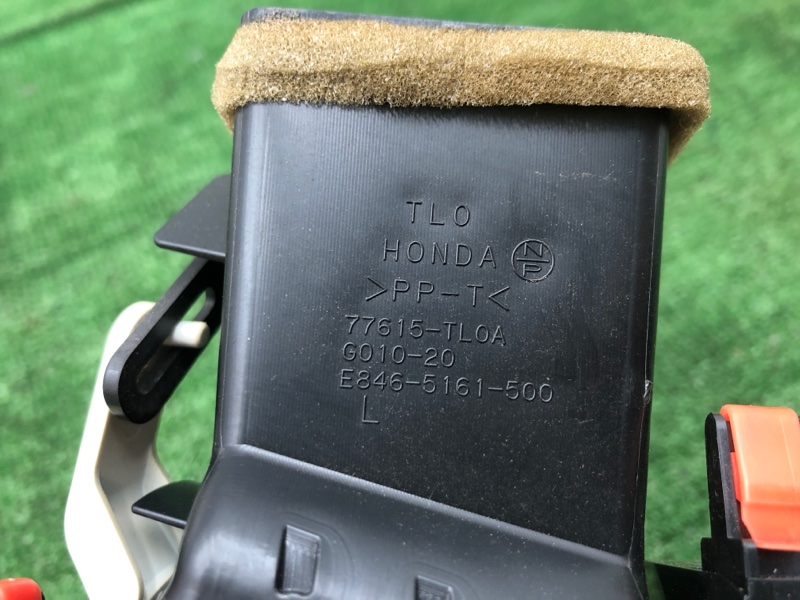 TL0
HONDA N P
>PP-T<
77615-TL0A
G010-20
E846-5161-500
L